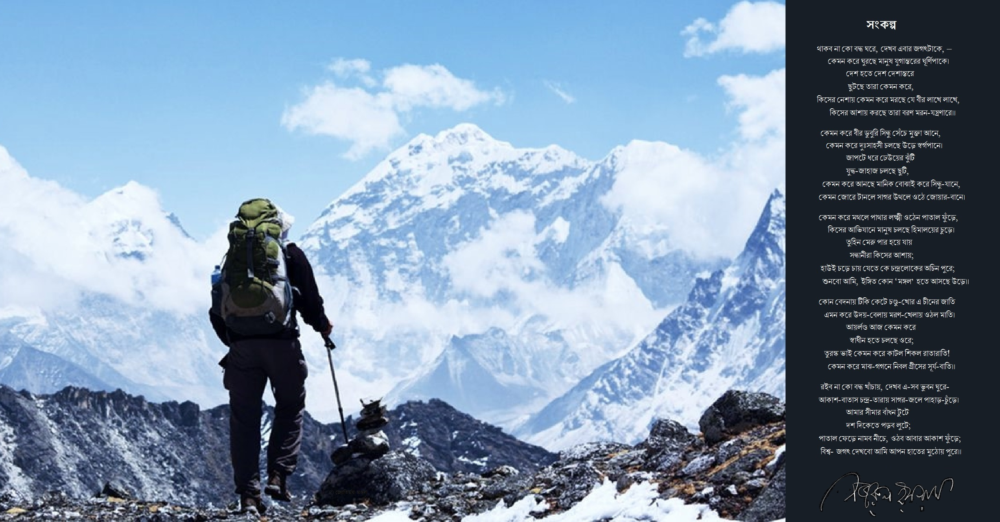 সংকল্প
থাকব না কো বদ্ধ ঘরে, দেখব এবার জগৎটাকে, –
কেমন করে ঘুরছে মানুষ যুগান্তরের ঘূর্ণিপাকে।
দেশ হতে দেশ দেশান্তরে
ছুটছে তারা কেমন করে,
কিসের নেশায় কেমন করে মরছে যে বীর লাখে লাখে,
কিসের আশায় করছে তারা বরণ মরন-যন্ত্রণারে।।
কেমন করে বীর ডুবুরি সিন্ধু সেঁচে মুক্তা আনে,
কেমন করে দুঃসাহসী চলছে উড়ে স্বর্গপানে।
জাপটে ধরে ঢেউয়ের ঝুঁটি
যুদ্ধ-জাহাজ চলছে ছুটি,
কেমন করে আনছে মানিক বোঝাই করে সিন্ধু-যানে,
কেমন জোরে টানলে সাগর উথলে ওঠে জোয়ার-বানে।
কেমন করে মথলে পাথার লক্ষ্মী ওঠেন পাতাল ফুঁড়ে,
কিসের আভিযানে মানুষ চলছে হিমালয়ের চুড়ে।
তুহিন মেরু পার হয়ে যায়
সন্ধানীরা কিসের আশায়;
হাউই চড়ে চায় যেতে কে চন্দ্রলোকের অচিন পুরে;
শুনবো আমি, ইঙ্গিত কোন ‘মঙ্গল’ হতে আসছে উড়ে।।
কোন বেদনায় টিকি কেটে চণ্ডু-খোর এ চীনের জাতি
এমন করে উদয়-বেলায় মরণ-খেলায় ওঠল মাতি।
আয়র্লণ্ড আজ কেমন করে
স্বাধীন হতে চলছে ওরে;
তুরস্ক ভাই কেমন করে কাটল শিকল রাতারাতি!
কেমন করে মাঝ-গগনে নিবল গ্রীসের সূর্য-বাতি।।
রইব না কো বদ্ধ খাঁচায়, দেখব এ-সব ভুবন ঘুরে-
আকাশ-বাতাস চন্দ্র-তারায় সাগর-জলে পাহাড়-চুঁড়ে।
আমার সীমার বাঁধন টুটে
দশ দিকেতে পড়ব লুটে;
পাতাল ফেড়ে নামব নীচে, ওঠব আবার আকাশ ফুঁড়ে;
বিশ্ব- জগৎ দেখবো আমি আপন হাতের মুঠোয় পুরে।।
নজরুল ইসলাম
© জ্যোতির্ময় মণ্ডল